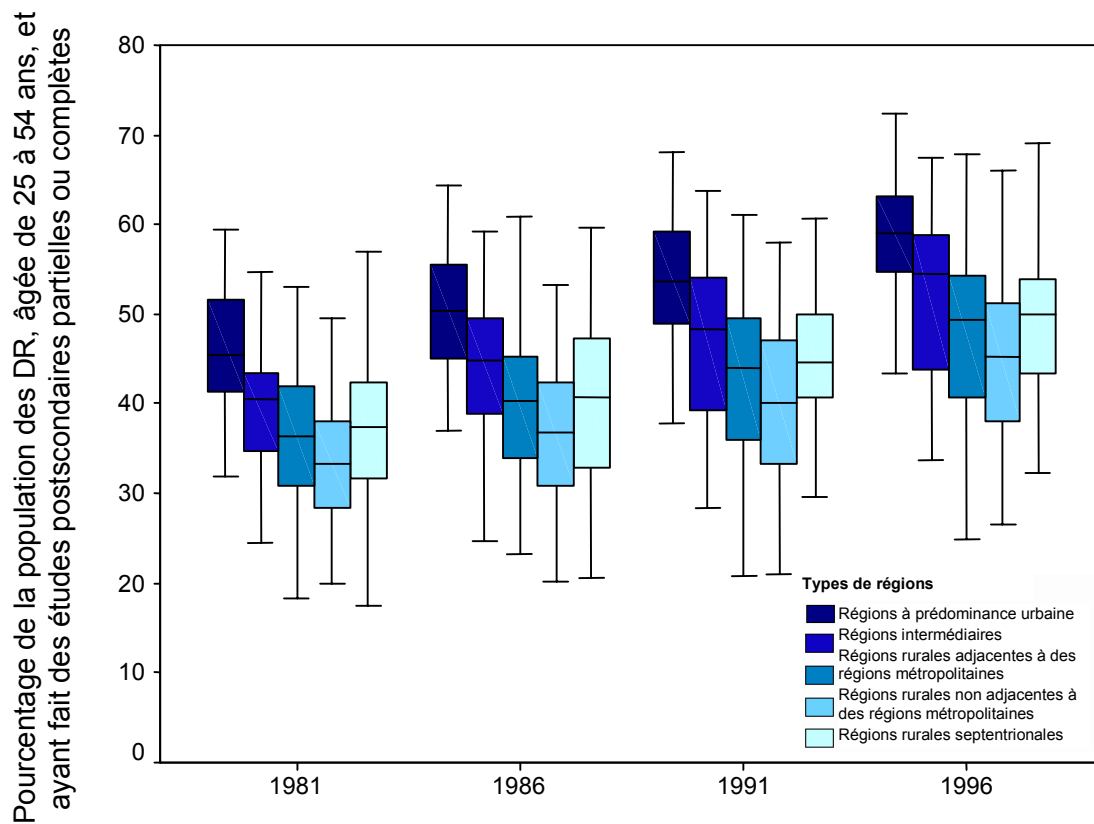 Pourcentage de la population des DR, âgée de 25 à 54 ans, et
ayant fait des études postscondaires partielles ou complètes
80
70
60
50
40
30
20
10
0
1981
1986
1991
1996
Types de régions
Régions à prédominance urbaine
Régions intermédiaires
Régions rurales adjacentes à des
régions métropolitaines
Régions rurales non adjacentes à
des régions métropolitaines
Régions rurales septentrionales